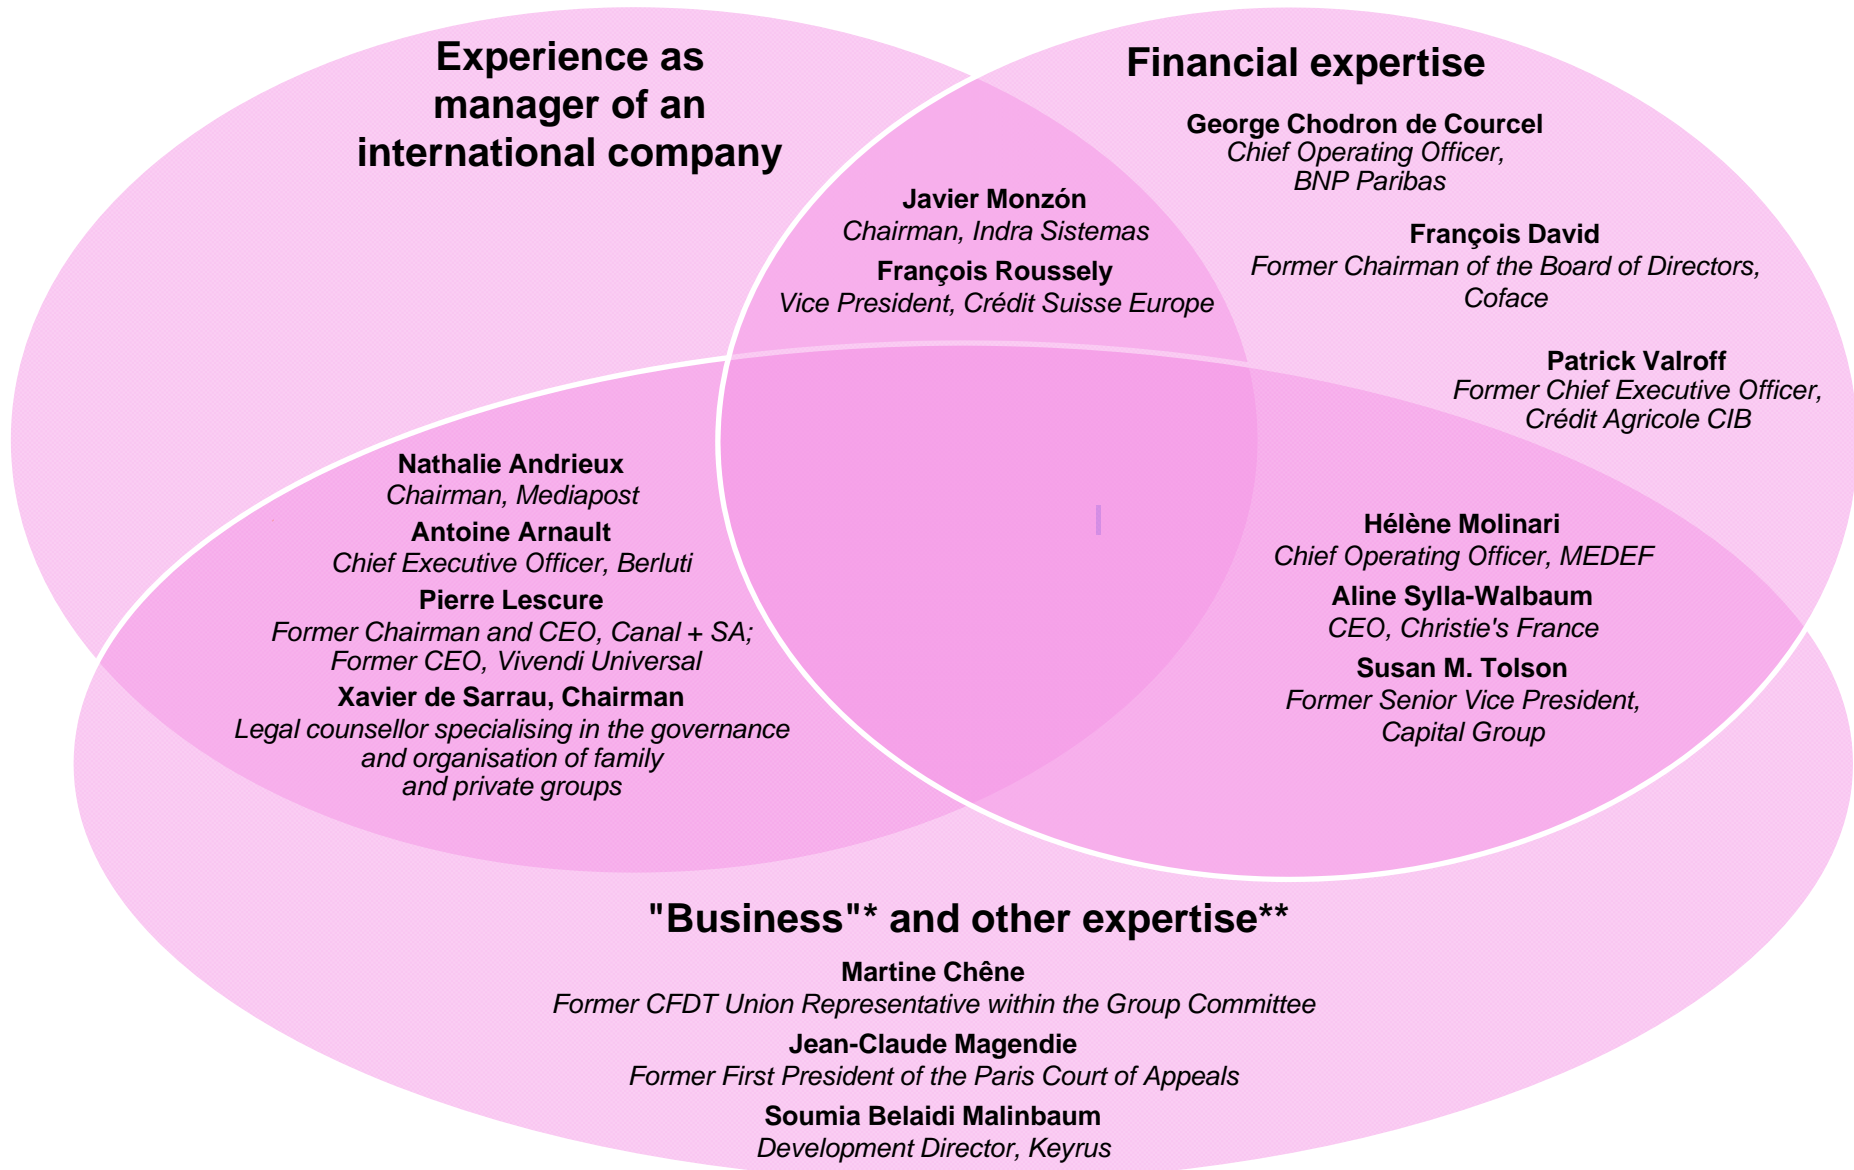 Experience as
manager of an
international company
Financial expertise
George Chodron de Courcel
Chief Operating Officer,
BNP Paribas
Javier Monzón
Chairman, Indra Sistemas
François Roussely
Vice President, Crédit Suisse Europe
François David
Former Chairman of the Board of Directors,
Coface
Patrick Valroff
Former Chief Executive Officer,
Crédit Agricole CIB
Nathalie Andrieux
Chairman, Mediapost
Antoine Arnault
Chief Executive Officer, Berluti
Pierre Lescure
Former Chairman and CEO, Canal + SA;
Former CEO, Vivendi Universal
Xavier de Sarrau, Chairman
Legal counsellor specialising in the governance
and organisation of family
and private groups
Hélène Molinari
Chief Operating Officer, MEDEF
Aline Sylla-Walbaum
CEO, Christie's France
Susan M. Tolson
Former Senior Vice President,
Capital Group
"Business"* and other expertise**
Martine Chêne
Former CFDT Union Representative within the Group Committee
Jean-Claude Magendie
Former First President of the Paris Court of Appeals
Soumia Belaidi Malinbaum
Development Director, Keyrus